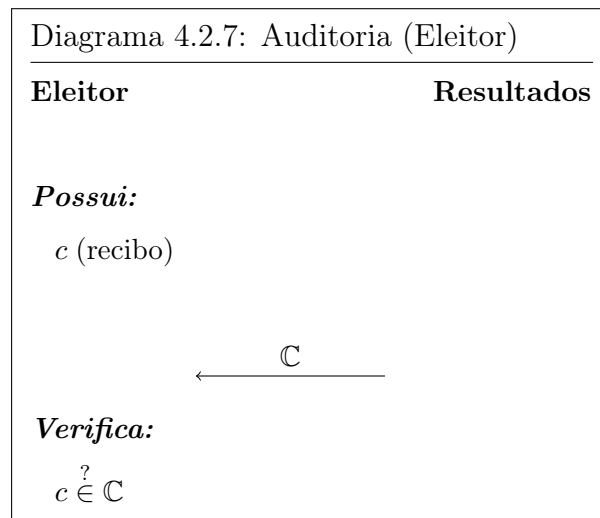 Diagrama 4.2.7: Auditoria (Eleitor)
Eleitor Resultados
Possui:
c (recibo)
ℂ
Verifica:
c ∈? ℂ